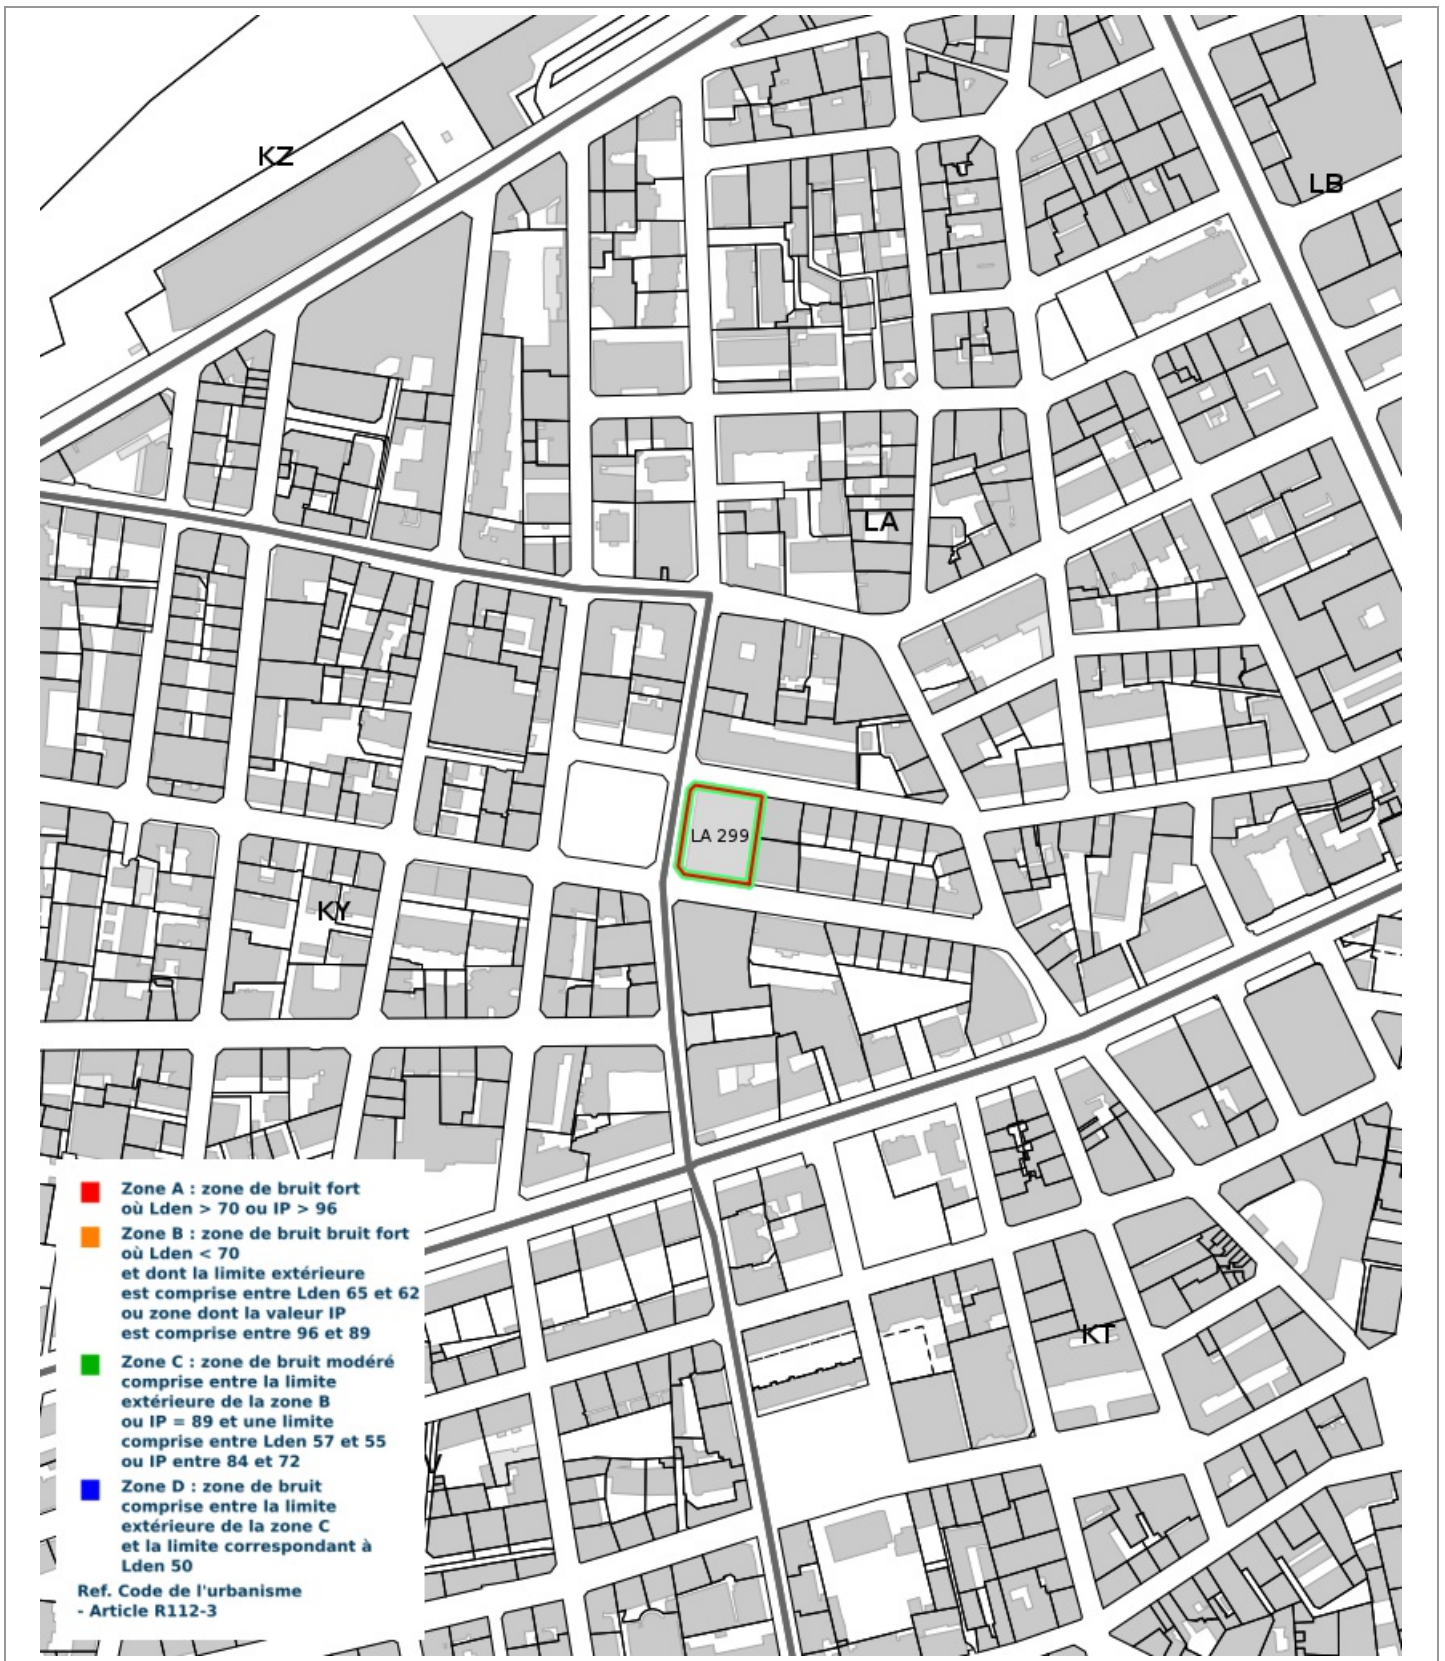 KZ
LB
LA
LA 299
KY
Zone A : zone de bruit fort
où Lden > 70 ou IP > 96
Zone B : zone de bruit bruit fort
où Lden < 70
et dont la limite extérieure
est comprise entre Lden 65 et 62
ou zone dont la valeur IP
est comprise entre 96 et 89
KT
Zone C : zone de bruit modéré
comprise entre la limite
extérieure de la zone B
ou IP = 89 et une limite
comprise entre Lden 57 et 55
ou IP entre 84 et 72
Zone D : zone de bruit
comprise entre la limite
extérieure de la zone C
et la limite correspondant à
Lden 50
Ref. Code de l'urbanisme
- Article R112-3